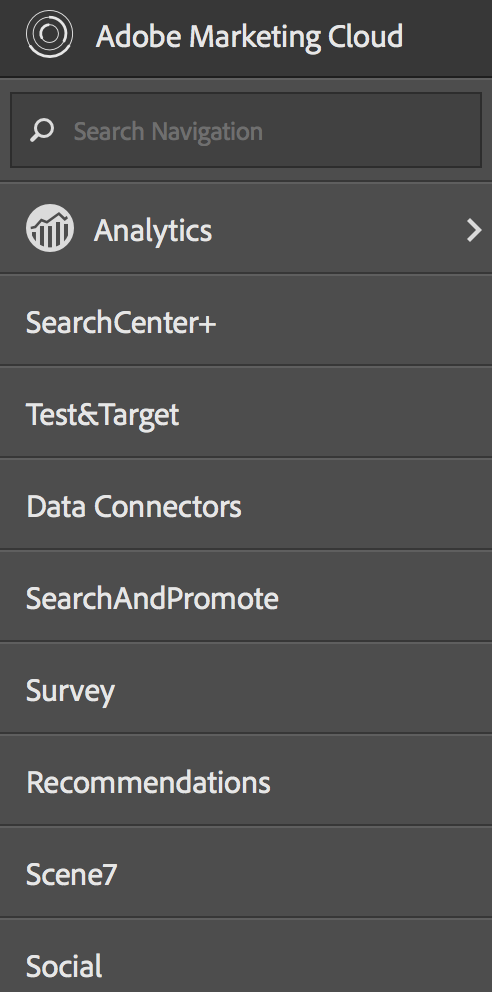 Adobe Marketing Cloud
Search Navigation
Analytics
SearchCenter+
Test&Target
Data Connectors
SearchAndPromote
Survey
Recommendations
Scene7
Social